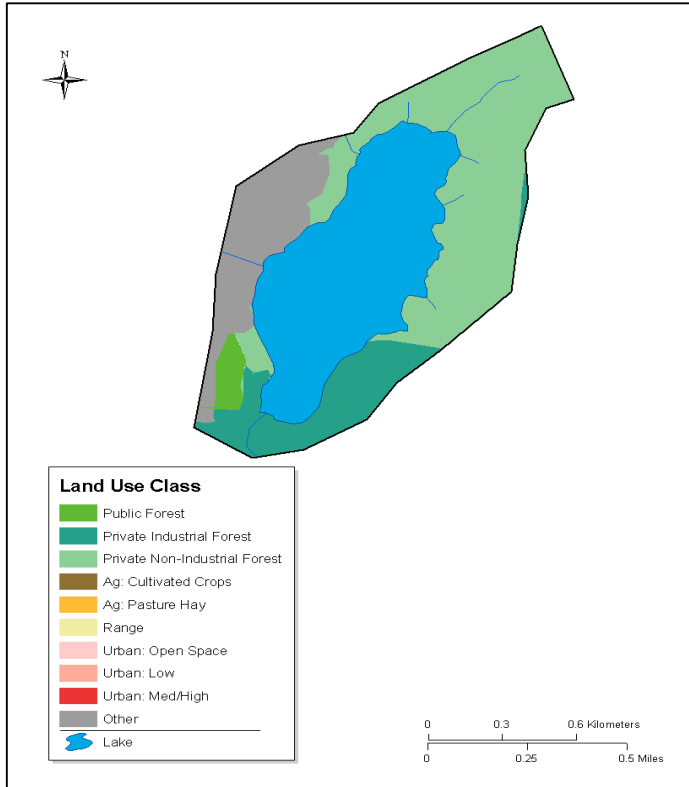 N
Land Use Class
Public Forest
Private Industrial Forest
Private Non-Industrial Forest
Ag: Cultivated Crops
Ag: Pasture Hay
Range
Urban: Open Space
Urban: Low
Urban: Med/High
Other
Lake
0 0.3 0.6 Kilometers
0 0.25 0.5 Miles